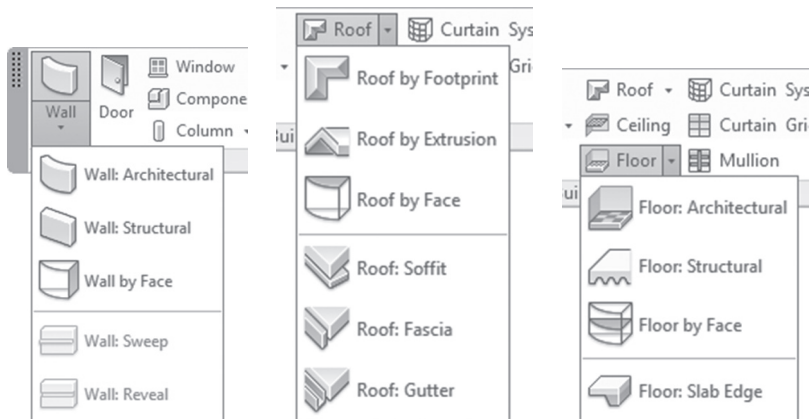 Wall
Door
Window
Compone
Column
Wall: Architectural
Wall: Structural
Wall by Face
Wall: Sweep
Wall: Reveal
Roof
Curtain Sys
Gri
Roof by Footprint
Roof by Extrusion
ui
Roof by Face
Roof: Soffit
Roof: Fascia
Roof: Gutter
Roof
Curtain Sys
Ceiling
Curtain Gri
Floor
Mullion
ui
Floor: Architectural
Floor: Structural
Floor by Face
Floor: Slab Edge